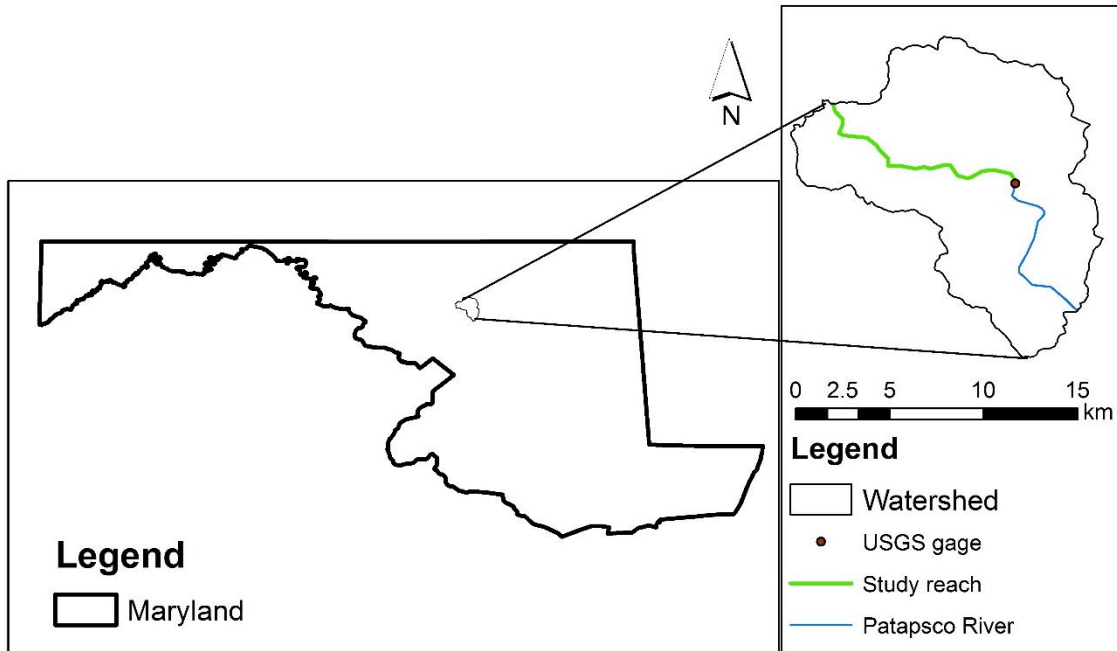 N
Legend
Maryland
0 2.5 5 10 15
km
Legend
Watershed
USGS gage
Study reach
Patapsco River